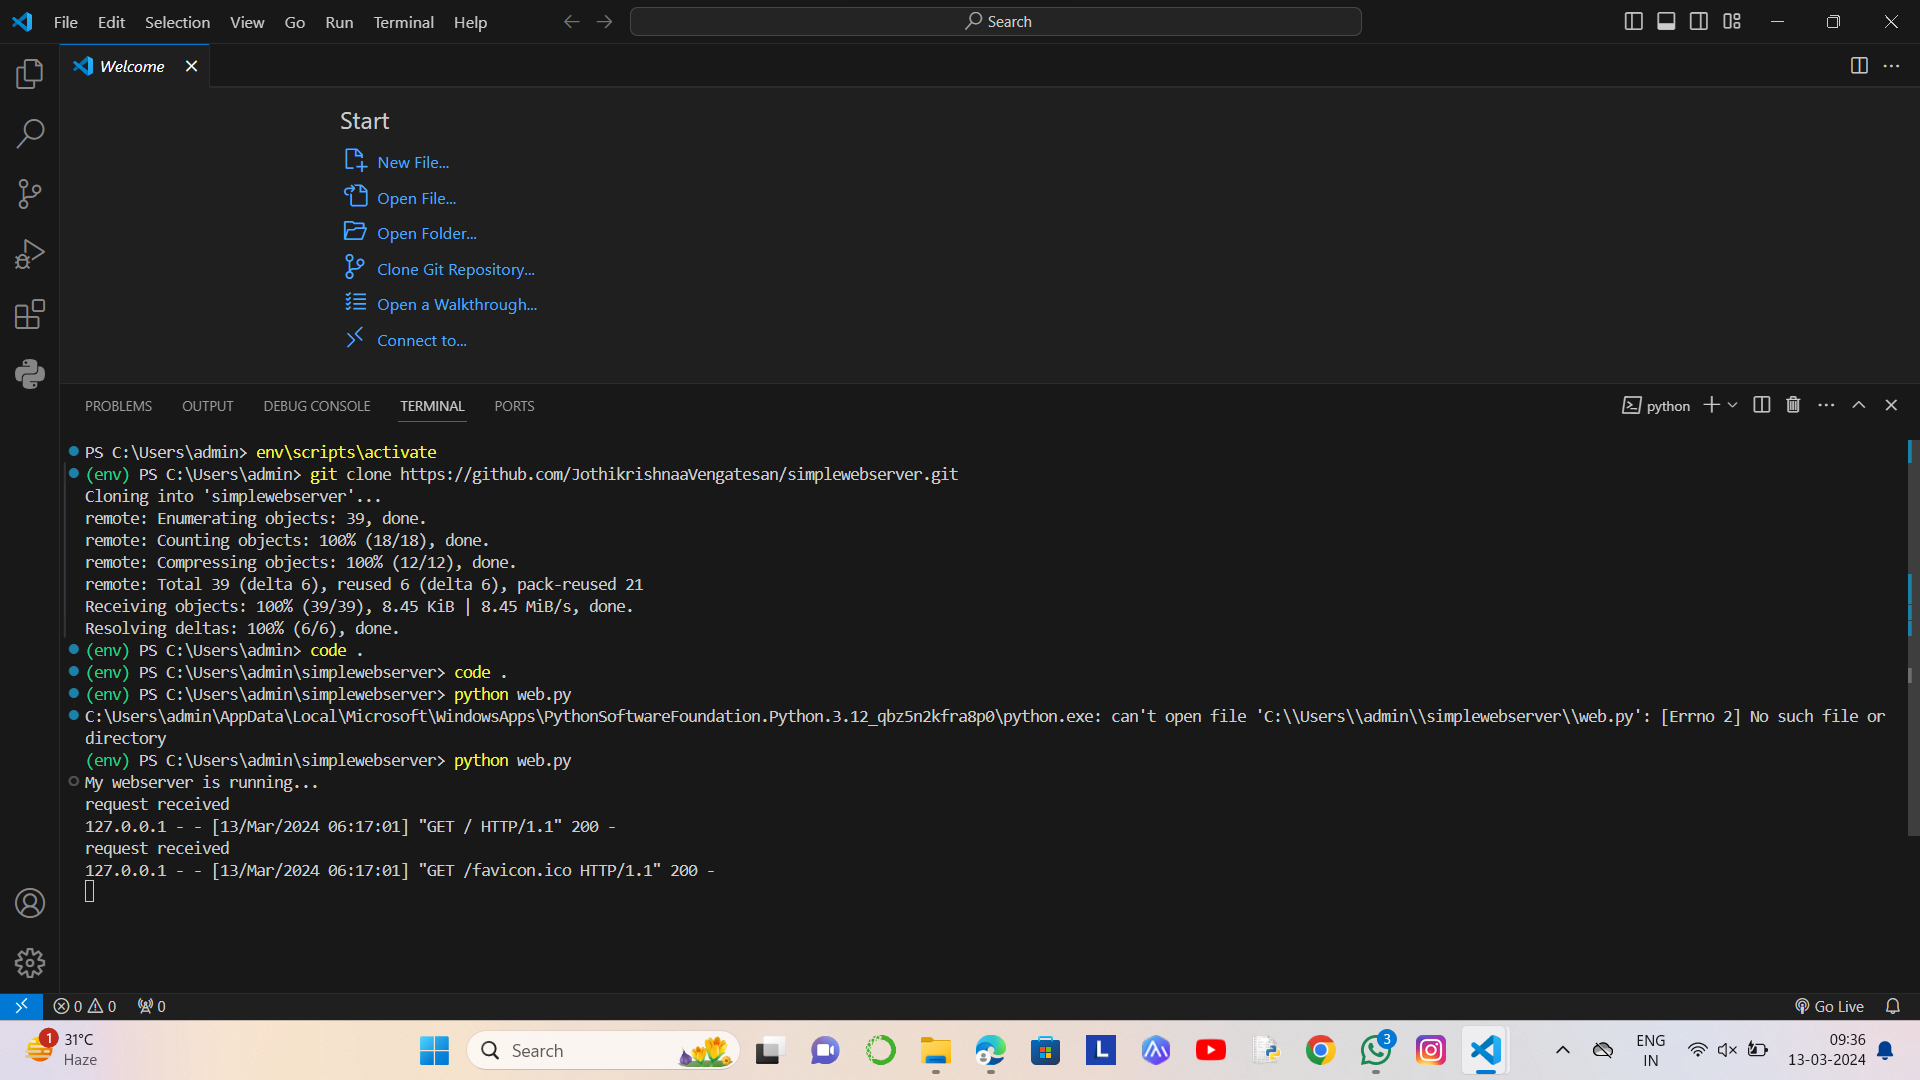 File Edit Selection View Go Run Terminal Help
Search
Welcome
Start
New File...
Open File...
Open Folder...
Clone Git Repository...
Open a Walkthrough...
Connect to...
PROBLEMS OUTPUT DEBUG CONSOLE TERMINAL PORTS
python
PS C:\Users\admin> env\scripts\activate
(env) PS C:\Users\admin> git clone https://github.com/JothikrishnaaVengatesan/simplewebserver.git
Cloning into 'simplewebserver'...
remote: Enumerating objects: 39, done.
remote: Counting objects: 100% (18/18), done.
remote: Compressing objects: 100% (12/12), done.
remote: Total 39 (delta 6), reused 6 (delta 6), pack-reused 21
Receiving objects: 100% (39/39), 8.45 KiB | 8.45 MiB/s, done.
Resolving deltas: 100% (6/6), done.
(env) PS C:\Users\admin> code .
(env) PS C:\Users\admin\simplewebserver> code .
(env) PS C:\Users\admin\simplewebserver> python web.py
C:\Users\admin\AppData\Local\Microsoft\WindowsApps\PythonSoftwareFoundation.Python.3.12_qbz5n2kfra8p0\python.exe: can't open file 'C:\\Users\\admin\\simplewebserver\\web.py': [Errno 2] No such file or
directory
(env) PS C:\Users\admin\simplewebserver> python web.py
My webserver is running...
request received
127.0.0.1 - - [13/Mar/2024 06:17:01] "GET / HTTP/1.1" 200 -
request received
127.0.0.1 - - [13/Mar/2024 06:17:01] "GET /favicon.ico HTTP/1.1" 200 -
0 0 0
Go Live
1
31°C
Haze
Search
L
3
ENG
IN
09:36
13-03-2024